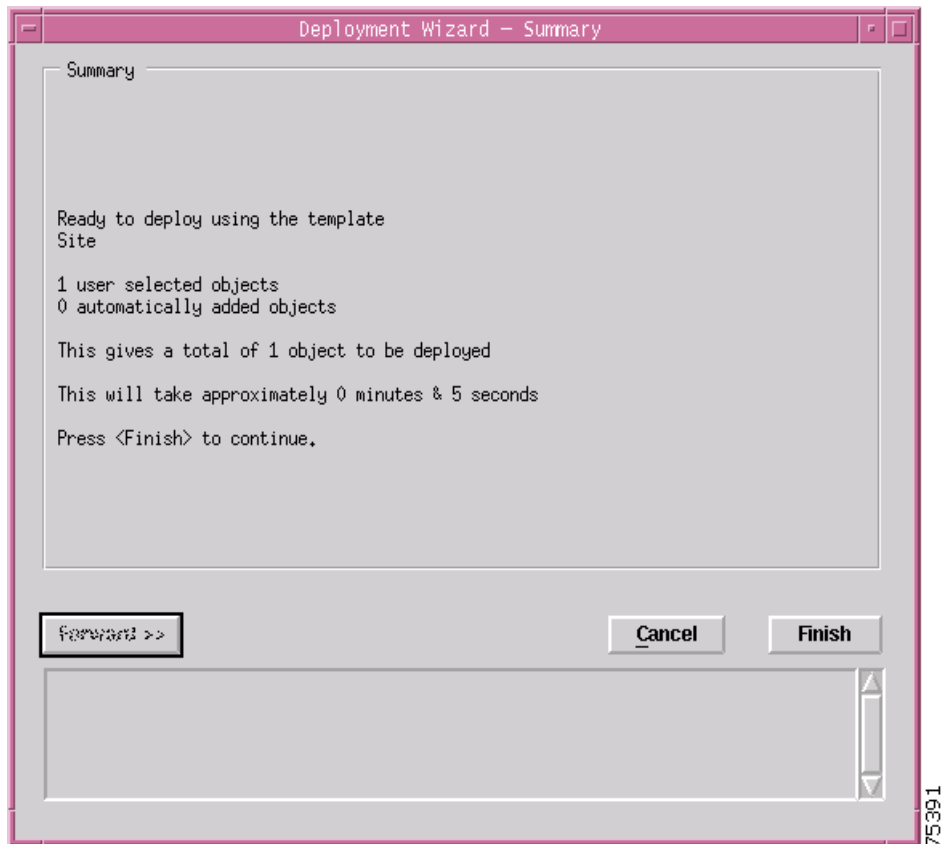 Deployment Wizard — Summary
Summary
Ready to deploy using the template
Site
1 user selected objects
0 automatically added objects
This gives a total of 1 object to be deployed
This will take approximately 0 minutes & 5 seconds
Press <Finish> to continue.
Forward >>
Cancel
Finish
75391